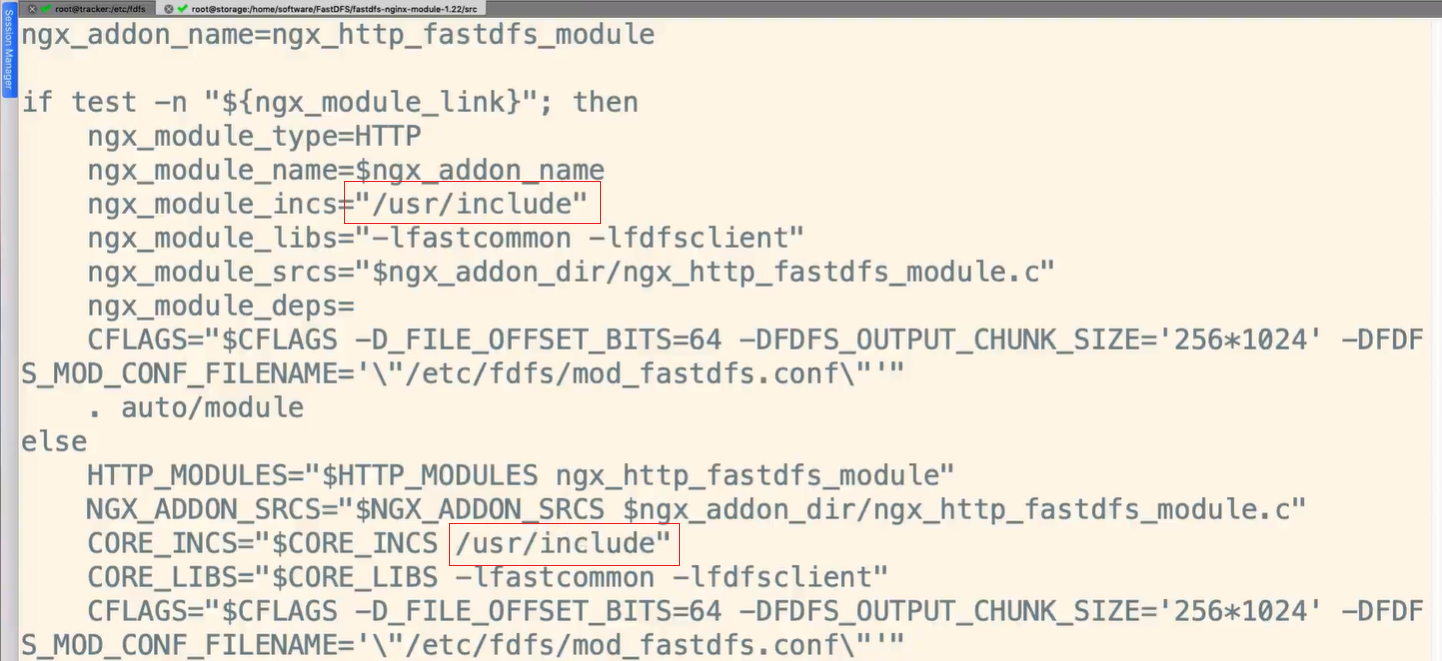 root@tracker:/etc/fdfs
root@storage:/home/software/FastDFS/fastdfs-nginx-module-1.22/src
Session Manager
ngx_addon_name=ngx_http_fastdfs_module
if test -n "${ngx_module_link}"; then
    ngx_module_type=HTTP
    ngx_module_name=$ngx_addon_name
    ngx_module_incs="/usr/include"
    ngx_module_libs="-lfastcommon -lfdfsclient"
    ngx_module_srcs="$ngx_addon_dir/ngx_http_fastdfs_module.c"
    ngx_module_deps=
    CFLAGS="$CFLAGS -D_FILE_OFFSET_BITS=64 -DFDFS_OUTPUT_CHUNK_SIZE='256*1024' -DFDF
S_MOD_CONF_FILENAME='\"/etc/fdfs/mod_fastdfs.conf\"'"
    . auto/module
else
    HTTP_MODULES="$HTTP_MODULES ngx_http_fastdfs_module"
    NGX_ADDON_SRCS="$NGX_ADDON_SRCS $ngx_addon_dir/ngx_http_fastdfs_module.c"
    CORE_INCS="$CORE_INCS /usr/include"
    CORE_LIBS="$CORE_LIBS -lfastcommon -lfdfsclient"
    CFLAGS="$CFLAGS -D_FILE_OFFSET_BITS=64 -DFDFS_OUTPUT_CHUNK_SIZE='256*1024' -DFDF
S_MOD_CONF_FILENAME='\"/etc/fdfs/mod_fastdfs.conf\"'"